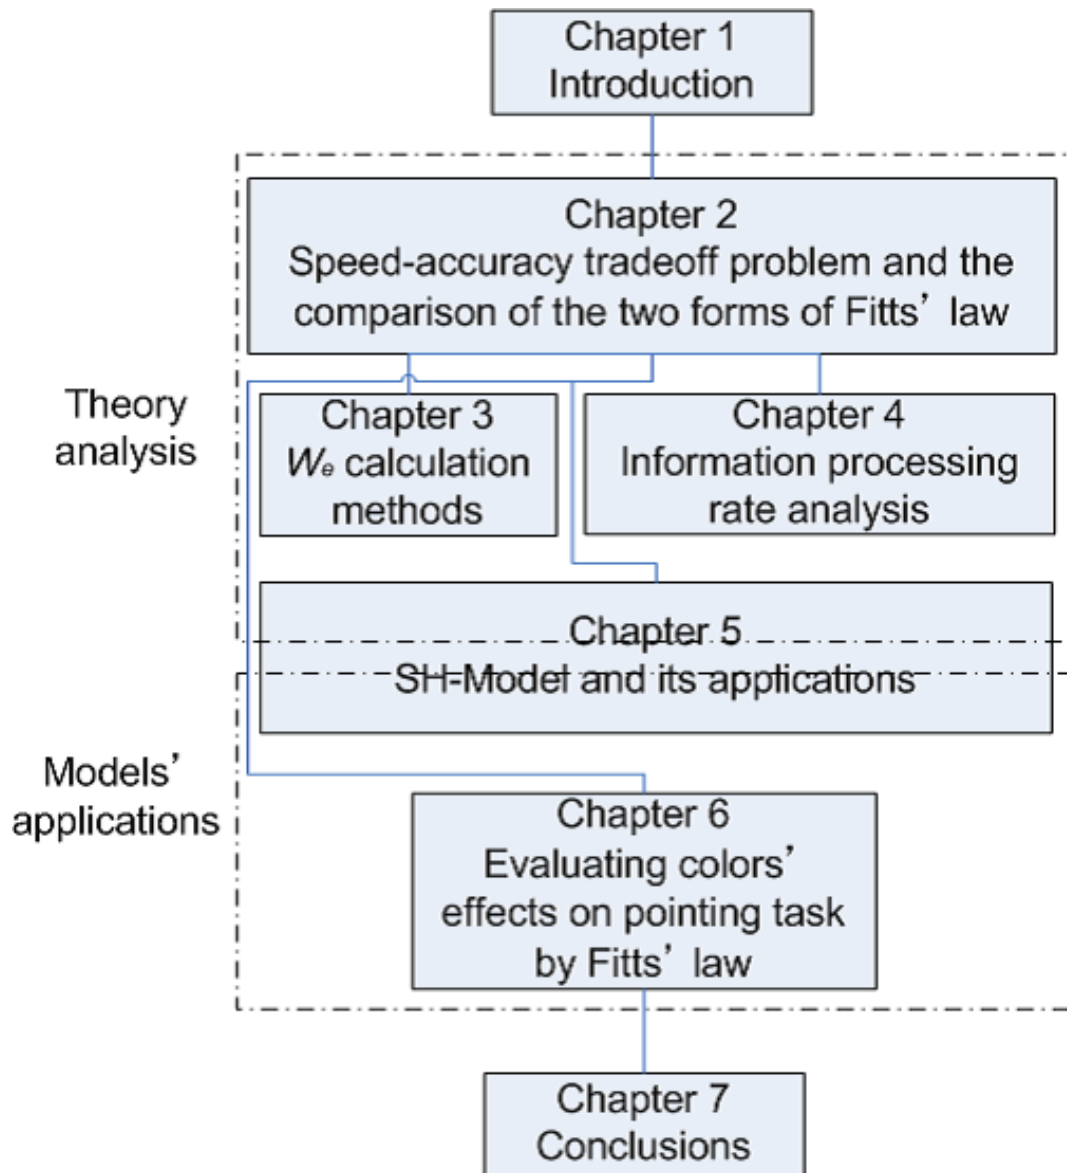 Chapter 1
Introduction
Chapter 2
Speed-accuracy tradeoff problem and the
comparison of the two forms of Fitts’ law
Theory
analysis
Chapter 3
We calculation
methods
Chapter 4
Information processing
rate analysis
Chapter 5
SH-Model and its applications
Models’
applications
Chapter 6
Evaluating colors’
effects on pointing task
by Fitts’ law
Chapter 7
Conclusions